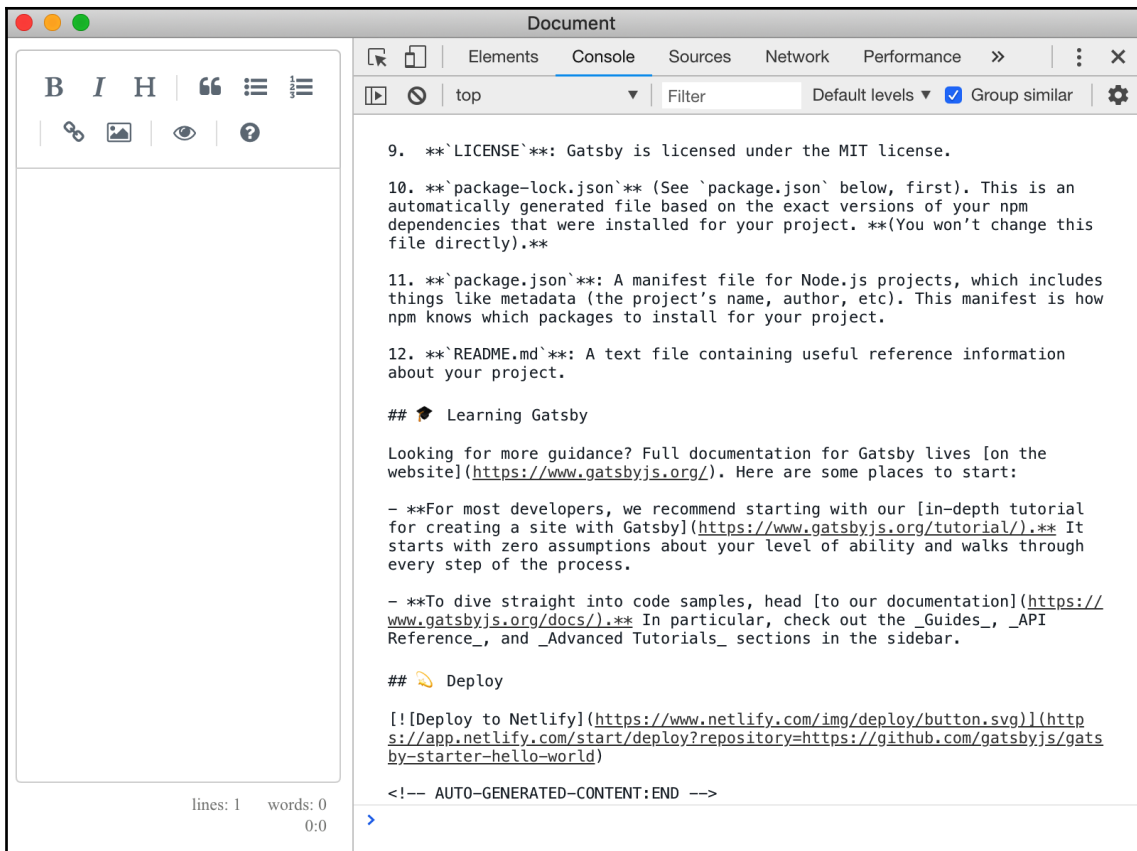 Document
B I H
lines: 1 words: 0
0:0
Elements Console Sources Network Performance »
top Filter Default levels ▼ Group similar
9.  **`LICENSE`**: Gatsby is licensed under the MIT license.
10. **`package-lock.json`** (See `package.json` below, first). This is an
automatically generated file based on the exact versions of your npm
dependencies that were installed for your project. **(You won’t change this
file directly).**
11. **`package.json`**: A manifest file for Node.js projects, which includes
things like metadata (the project’s name, author, etc). This manifest is how
npm knows which packages to install for your project.
12. **`README.md`**: A text file containing useful reference information
about your project.
## 🎓 Learning Gatsby
Looking for more guidance? Full documentation for Gatsby lives [on the
website](https://www.gatsbyjs.org/). Here are some places to start:
- **For most developers, we recommend starting with our [in-depth tutorial
for creating a site with Gatsby](https://www.gatsbyjs.org/tutorial/).** It
starts with zero assumptions about your level of ability and walks through
every step of the process.
- **To dive straight into code samples, head [to our documentation](https://
www.gatsbyjs.org/docs/).** In particular, check out the _Guides_, _API
Reference_, and _Advanced Tutorials_ sections in the sidebar.
## 💫 Deploy
[![Deploy to Netlify](https://www.netlify.com/img/deploy/button.svg)](http
s://app.netlify.com/start/deploy?repository=https://github.com/gatsbyjs/gats
by-starter-hello-world)
<!-- AUTO-GENERATED-CONTENT:END -->
>